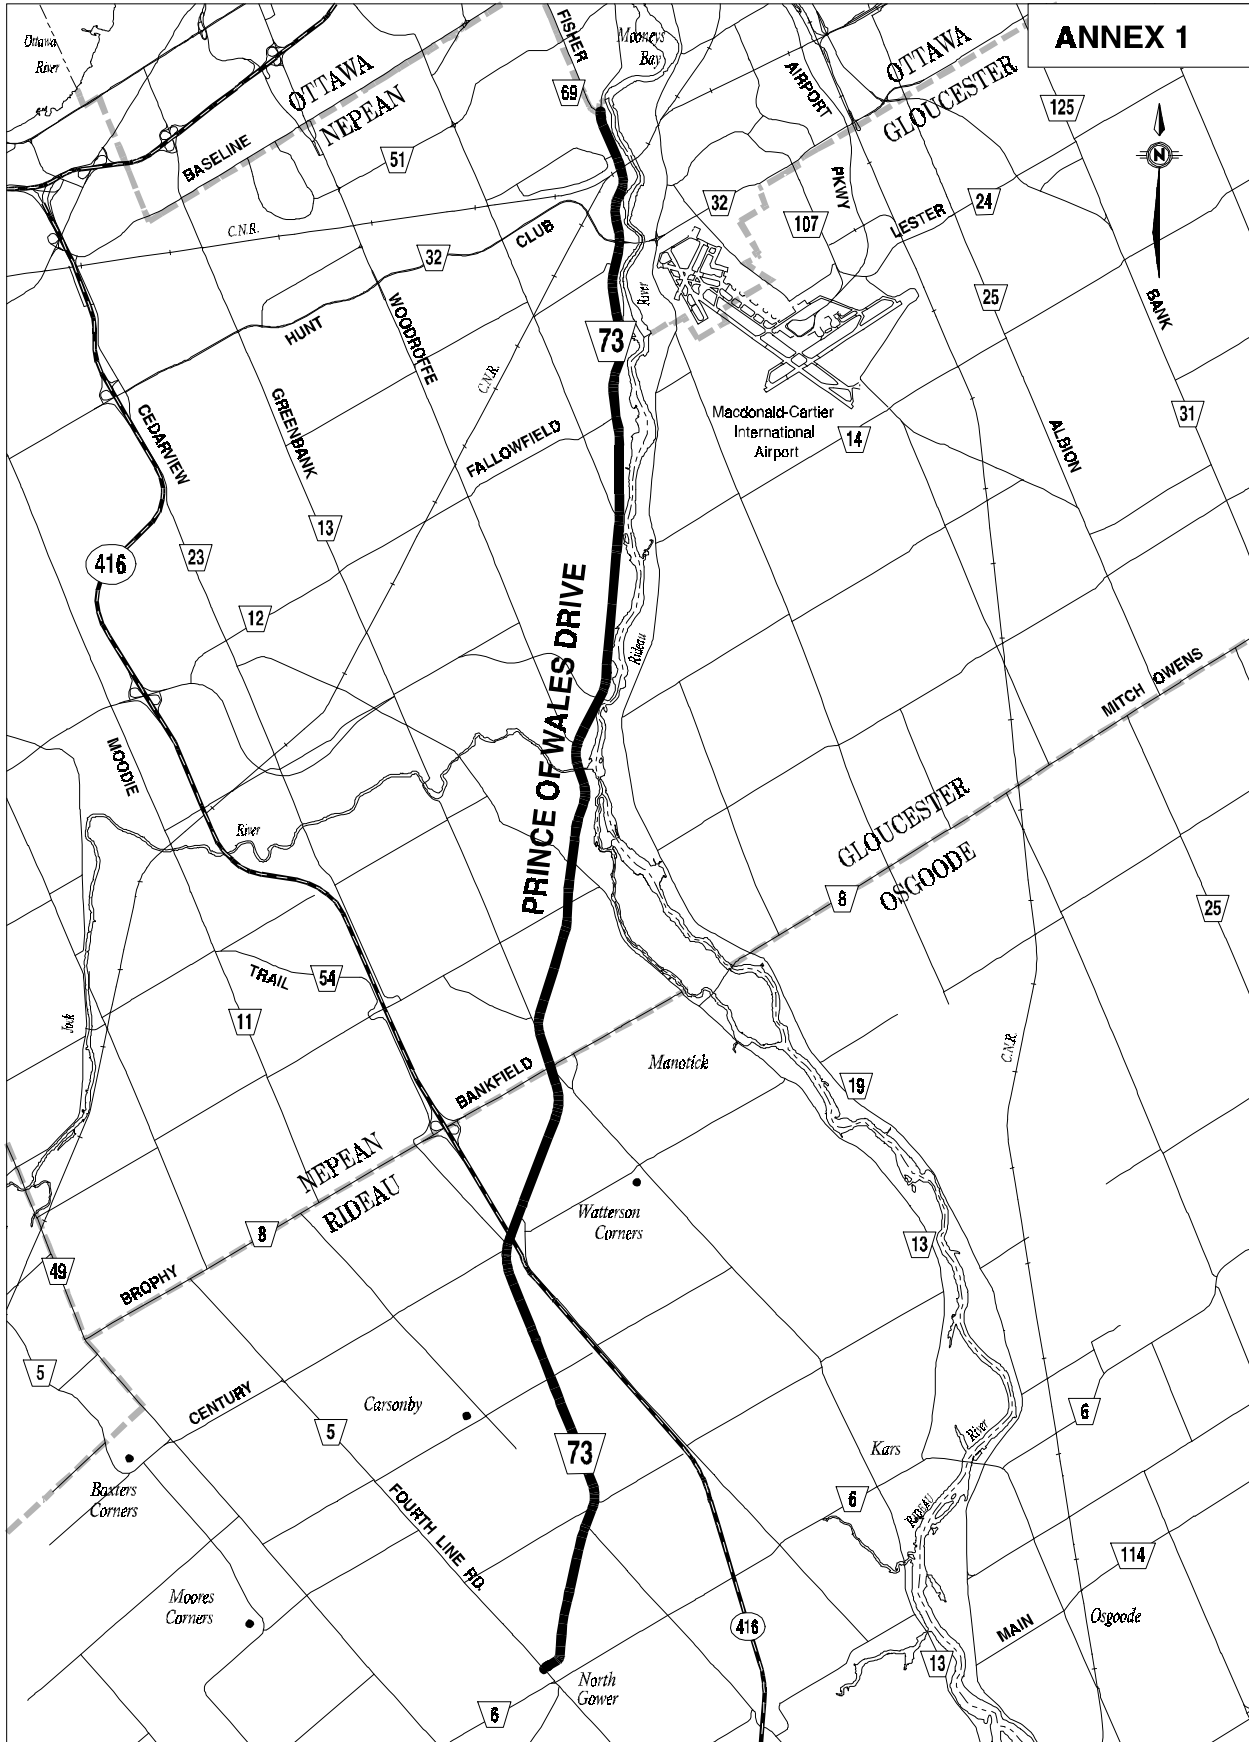 ANNEX 1
Ottawa
River
FISHER
Mooneys
Bay
OTTAWA
NEPEAN
AIRPORT
PKWY
OTTAWA
GLOUCESTER
69
125
BASELINE
51
N
32
107
LESTER
24
C.N.R.
32
CLUB
HUNT
WOODROFFE
River
73
25
BANK
C.N.R.
CEDARVIEW
GREENBANK
FALLOWFIELD
Macdonald-Cartier
International
Airport
14
ALBION
31
13
416
23
12
PRINCE OF WALES DRIVE
Rideau
MITCH OWENS
MOODIE
River
GLOUCESTER
OSGOODE
8
25
TRAIL
54
11
Jock
BANKFIELD
Manotick
C.N.R.
19
NEPEAN
RIDEAU
Watterson
Corners
8
13
49
BROPHY
5
CENTURY
Carsonby
5
6
73
Kars
River
Baxters
Corners
FOURTH LINE RD.
6
RIDEAU
114
Moores
Corners
416
MAIN
Osgoode
13
North
Gower
6